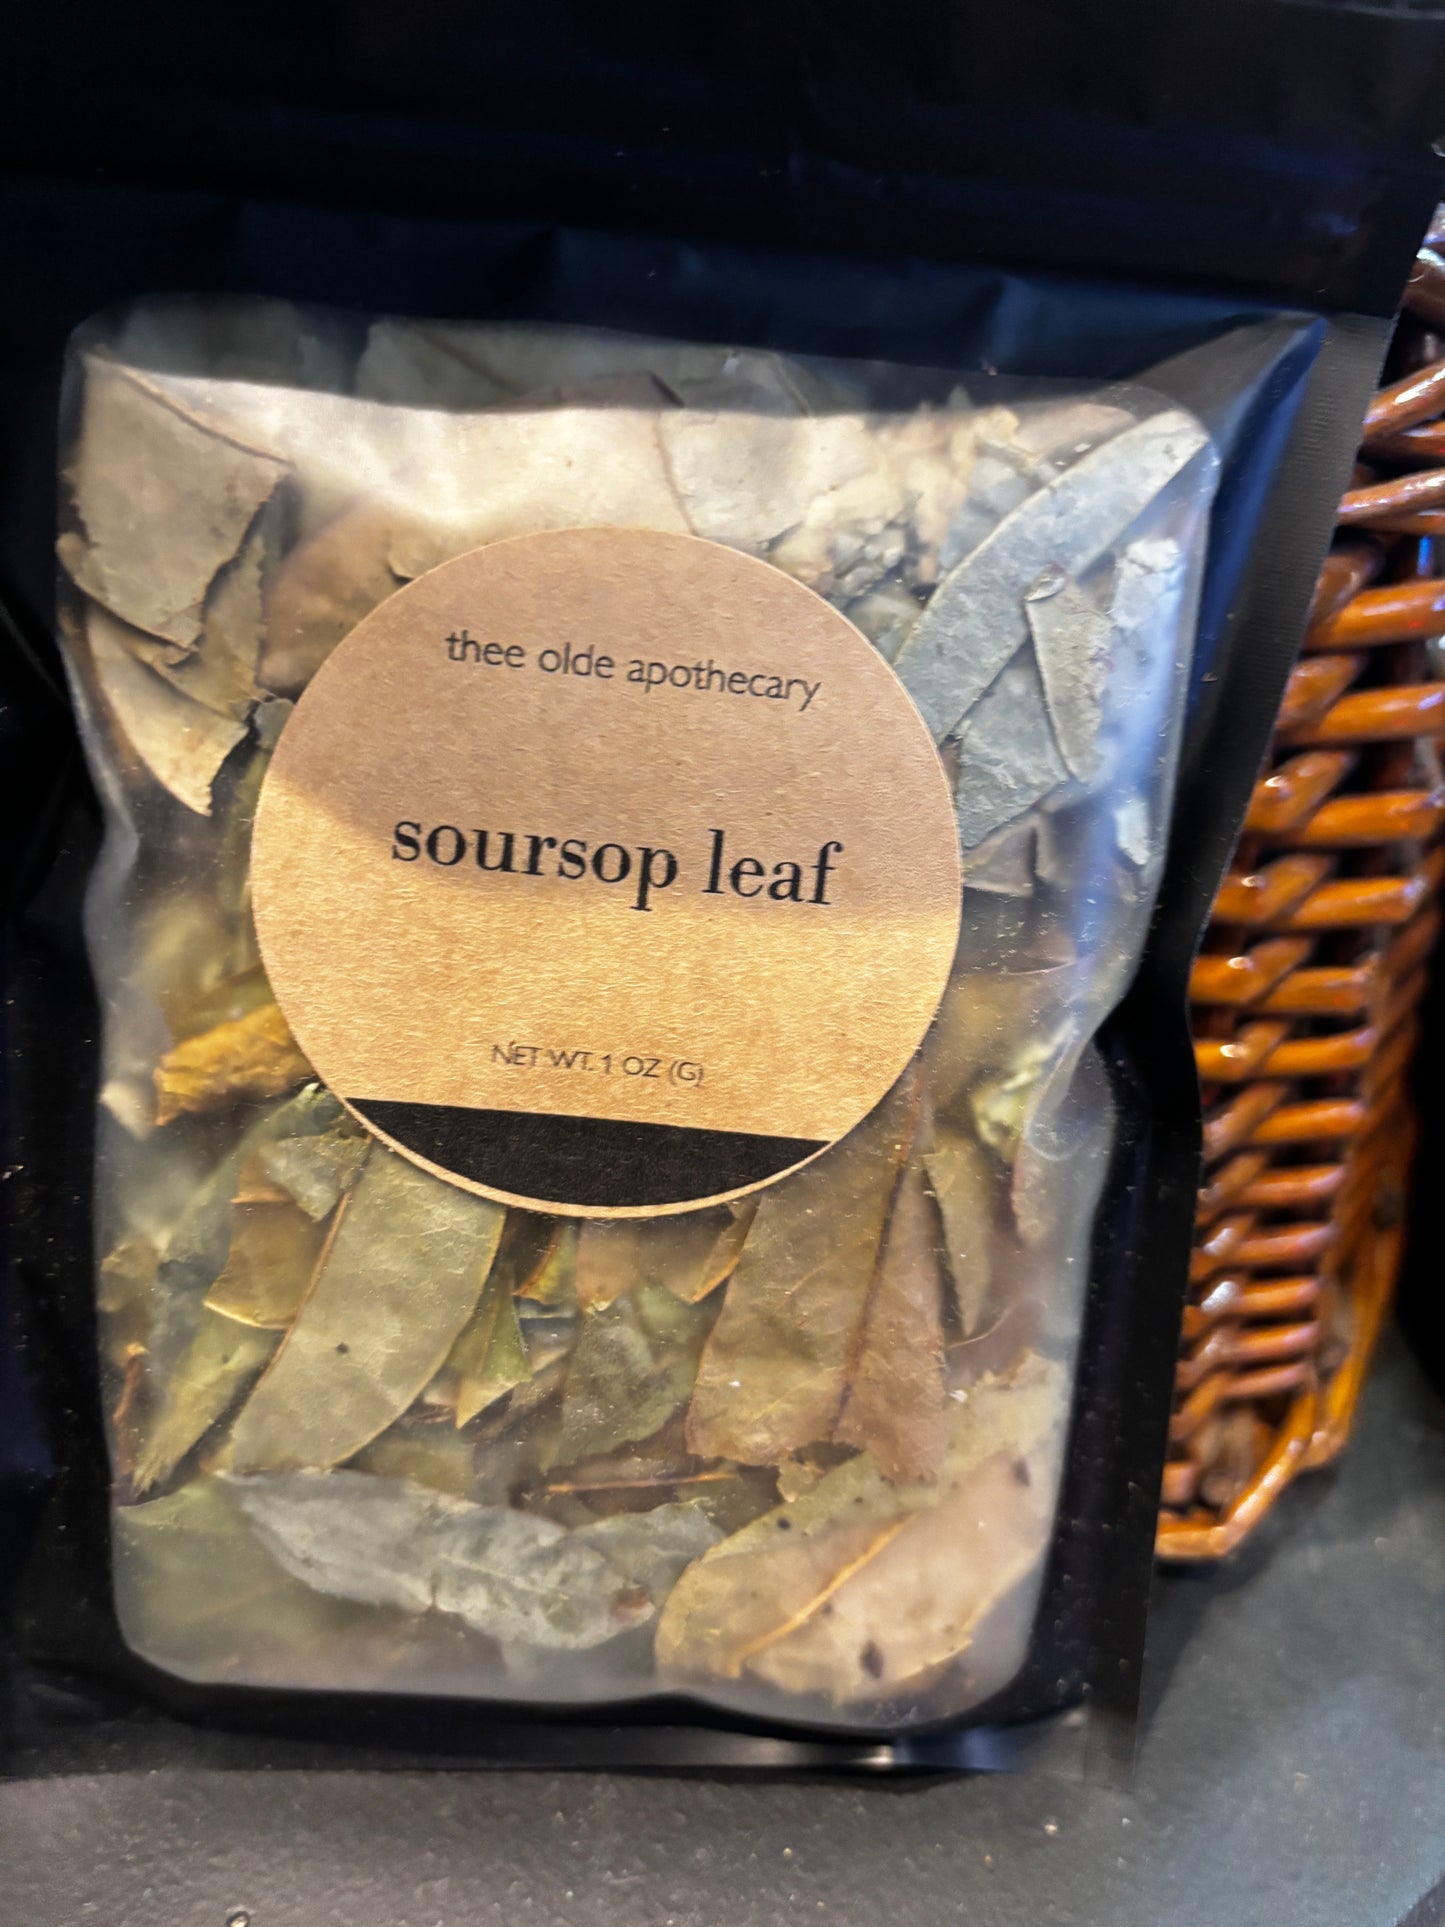 thee olde apothecary
soursop leaf
NET WT. 1 OZ (G)